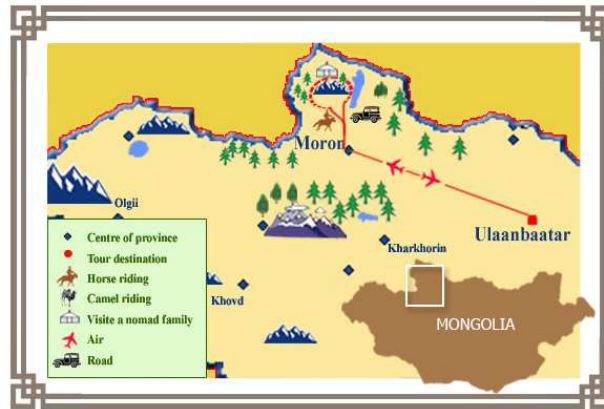 Moron
Olgii
Ulaanbaatar
Kharkhorin
Khovd
Centre of province
Tour destination
Horse riding
Camel riding
Visite a nomad family
Air
Road
MONGOLIA